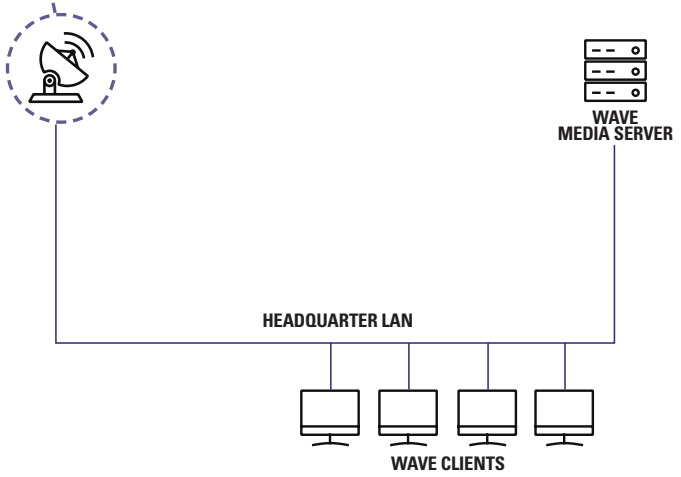 WAVE
MEDIA SERVER
HEADQUARTER LAN
WAVE CLIENTS